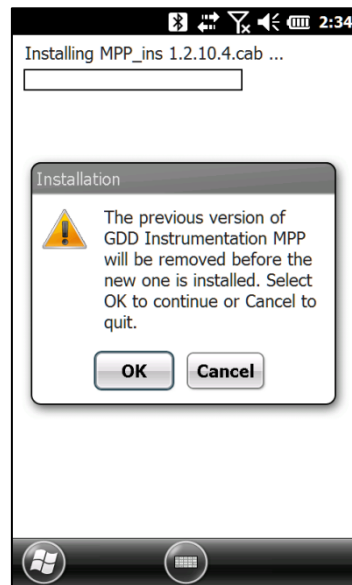 2:34
Installing MPP_ins 1.2.10.4.cab ...
Installation
The previous version of
GDD Instrumentation MPP
will be removed before the
new one is installed. Select
OK to continue or Cancel to
quit.
OK
Cancel